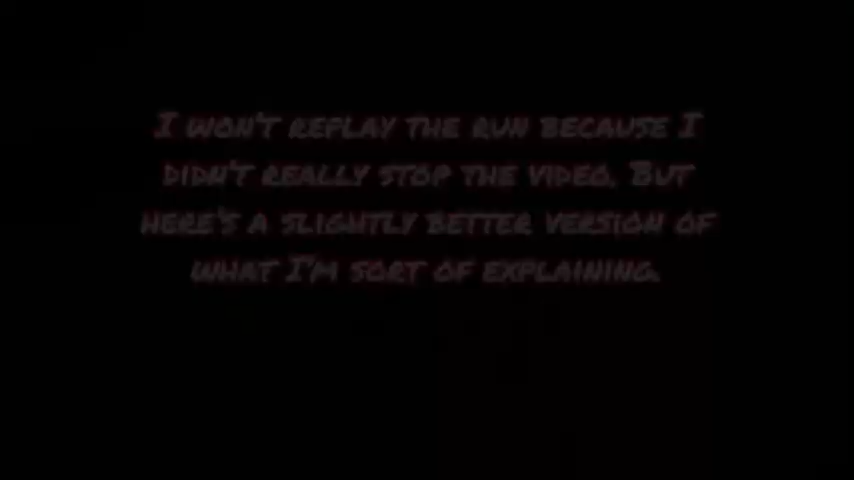 I WON'T REPLAY THE RUN BECAUSE I
DIDN'T REALLY STOP THE VIDEO. BUT
HERE'S A SLIGHTLY BETTER VERSION OF
WHAT I'M SORT OF EXPLAINING.